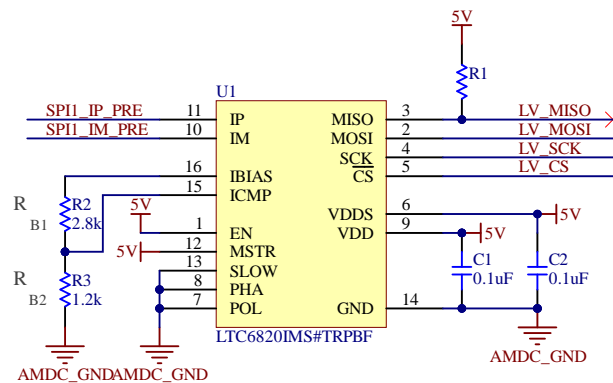 5V
U1
R1
SPI1_IP_PRE 11 IP MISO 3 LV_MISO
SPI1_IM_PRE 10 IM MOSI 2 LV_MOSI
SCK 4 LV_SCK
16 IBIAS CS 5 LV_CS
15 ICMP
R B1 R2 2.8k
VDDS 6 5V
5V 1 EN VDD 9 5V
5V 12 MSTR
13 SLOW C1 0.1uF C2 0.1uF
R B2 R3 1.2k
8 PHA
7 POL GND 14
LTC6820IMS#TRPBF
AMDC_GND AMDC_GND AMDC_GND